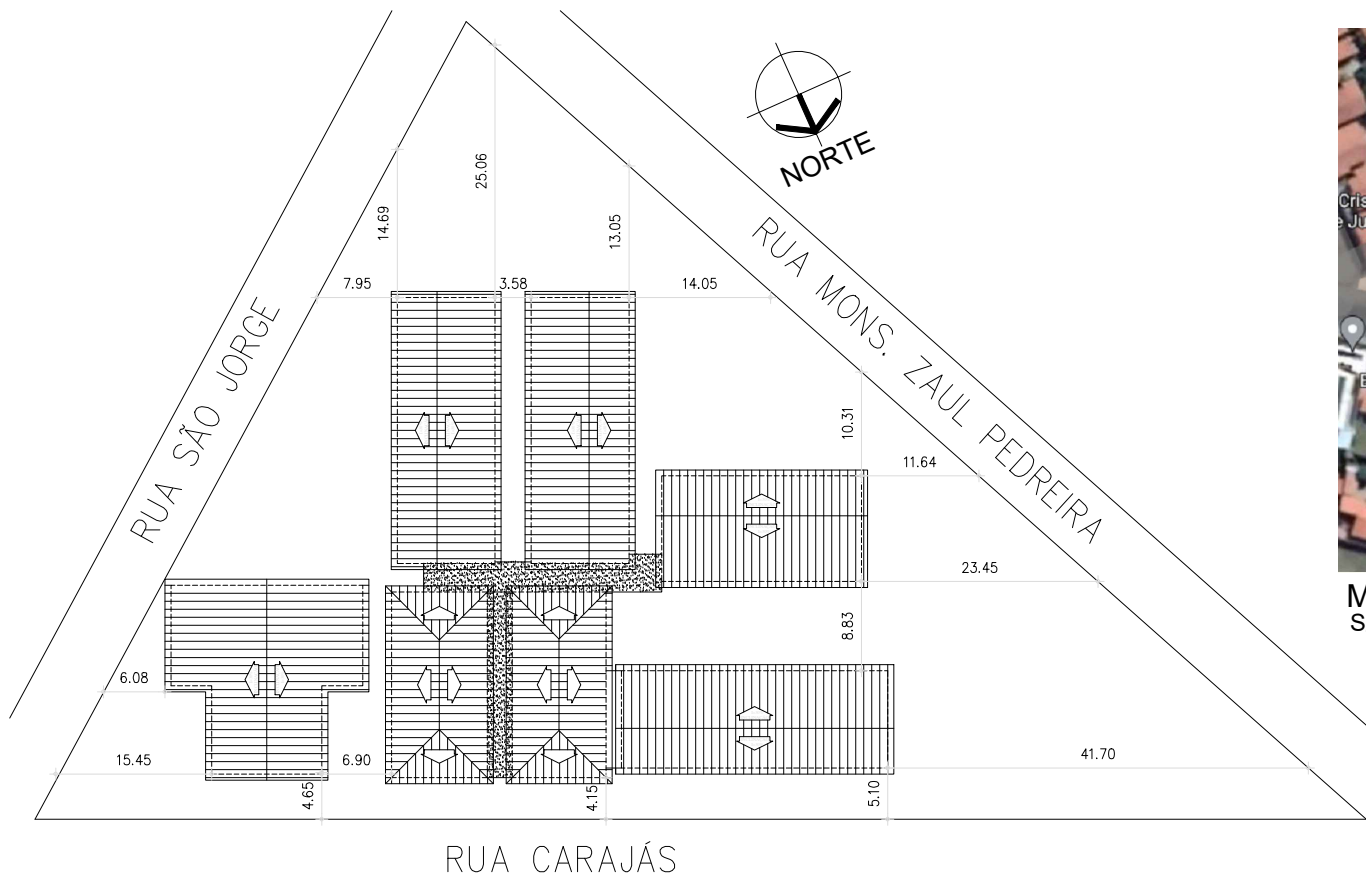 NORTE
RUA SÃO JORGE
RUA MONS. ZAUL PEDREIRA
25.06
14.69
13.05
7.95
3.58
14.05
10.31
11.64
23.45
8.83
6.08
15.45
6.90
41.70
4.65
4.15
5.10
RUA CARAJÁS
Cris
e Ju
E
M
S